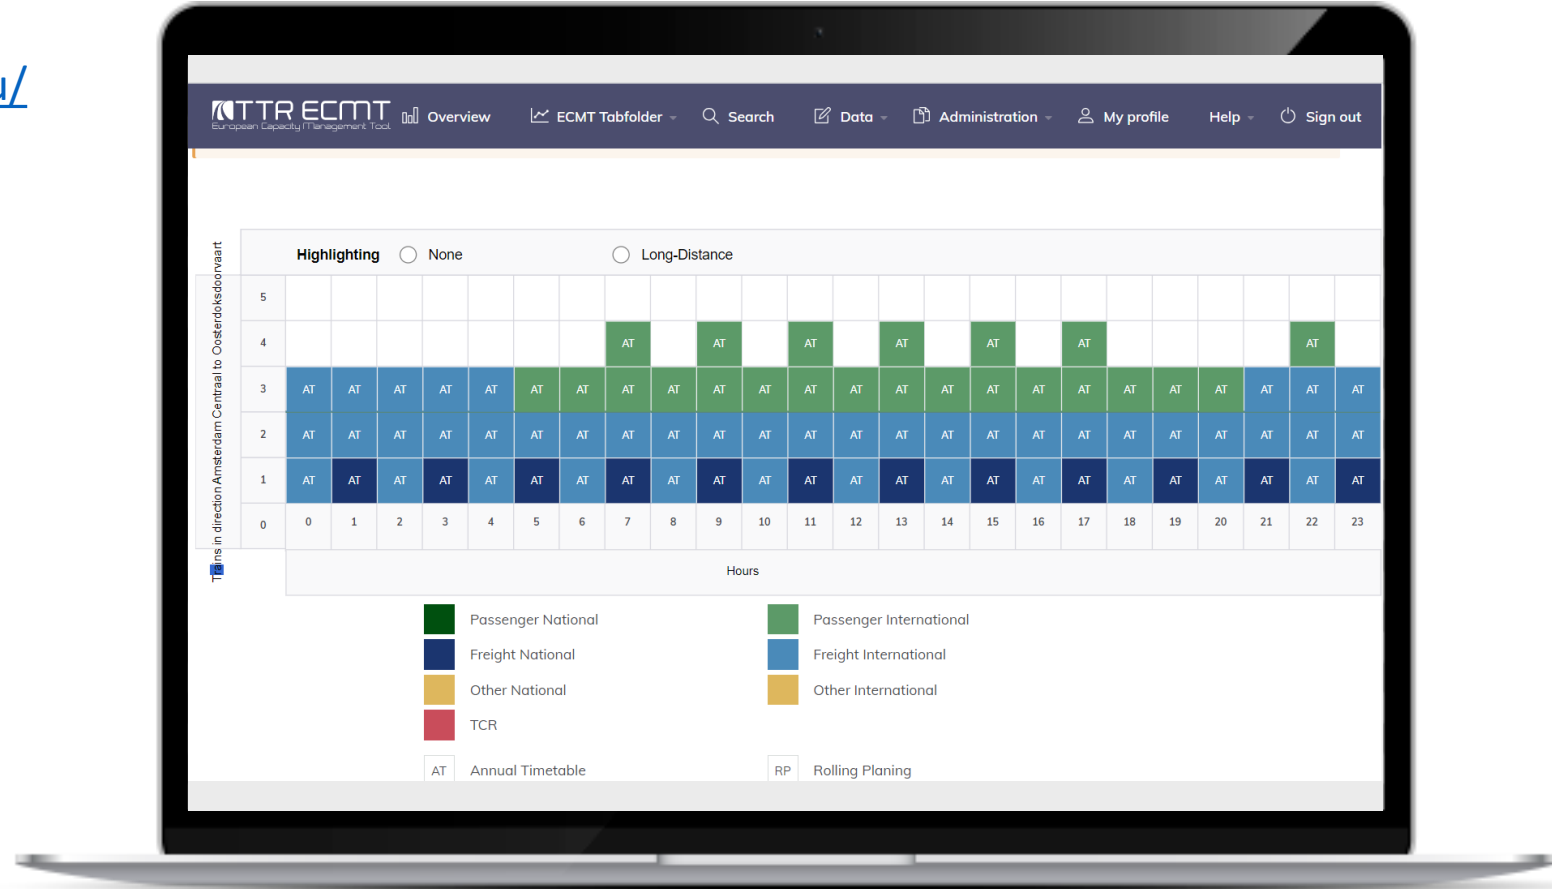 u/
TTR ECMT
European Capacity Management Tool
Overview
ECMT Tabfolder
Search
Data
Administration
My profile
Help
Sign out
Highlighting
None
Long-Distance
Trains in direction Amsterdam Centraal to Oosterdoksdoorvaart
5
4 AT AT AT AT AT AT AT
3 AT AT AT AT AT AT AT AT AT AT AT AT AT AT AT AT AT AT AT AT AT AT AT AT
2 AT AT AT AT AT AT AT AT AT AT AT AT AT AT AT AT AT AT AT AT AT AT AT AT
1 AT AT AT AT AT AT AT AT AT AT AT AT AT AT AT AT AT AT AT AT AT AT AT AT
0 0 1 2 3 4 5 6 7 8 9 10 11 12 13 14 15 16 17 18 19 20 21 22 23
Hours
Passenger National
Passenger International
Freight National
Freight International
Other National
Other International
TCR
AT Annual Timetable
RP Rolling Planing